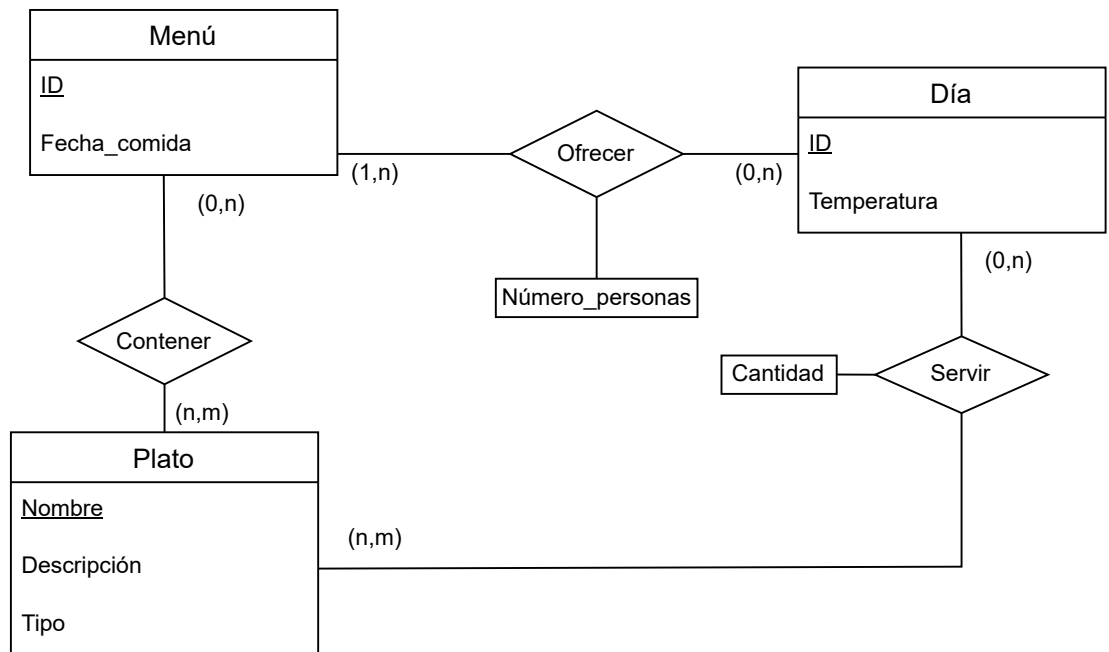 Menú
ID
Fecha_comida
(1,n)
(0,n)
Ofrecer
Número_personas
(0,n)
Día
ID
Temperatura
(0,n)
Contener
(n,m)
Cantidad
Servir
Plato
Nombre
Descripción
Tipo
(n,m)